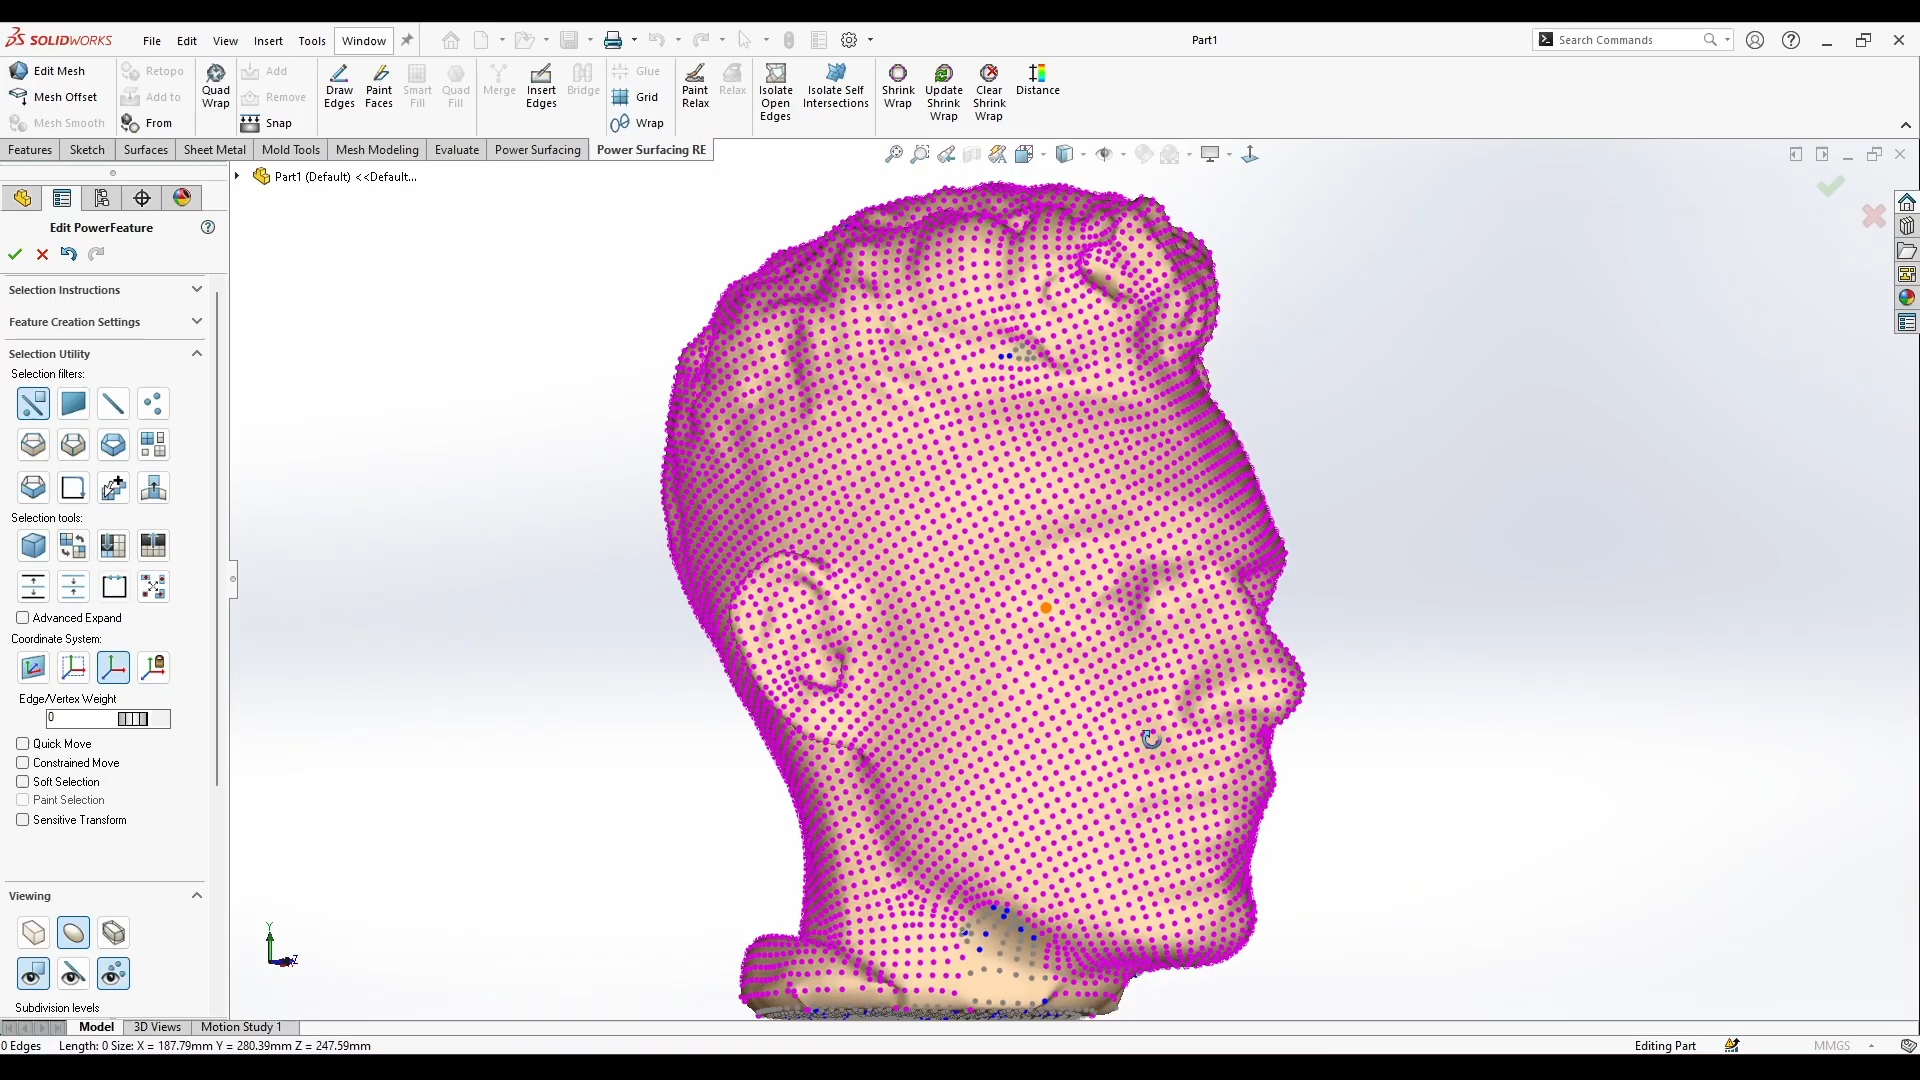 SOLIDWORKS File Edit View Insert Tools Window Part1 Search Commands
Edit Mesh Retopo Add Glue
Mesh Offset Add to Remove Grid
Mesh Smooth From Snap Wrap
Quad Wrap
Draw Edges
Paint Faces
Smart Fill
Quad Fill
Merge
Insert Edges
Bridge
Paint Relax
Relax
Isolate Open Edges
Isolate Self Intersections
Shrink Wrap
Update Shrink Wrap
Clear Shrink Wrap
Distance
Features Sketch Surfaces Sheet Metal Mold Tools Mesh Modeling Evaluate Power Surfacing Power Surfacing RE
Part1 (Default) <<Default...
Edit PowerFeature
Selection Instructions
Feature Creation Settings
Selection Utility
Selection filters:
Selection tools:
Advanced Expand
Coordinate System:
Edge/Vertex Weight
0
Quick Move
Constrained Move
Soft Selection
Paint Selection
Sensitive Transform
Viewing
Y
Z
Subdivision levels
Model 3D Views Motion Study 1
0 Edges Length: 0 Size: X = 187.79mm Y = 280.39mm Z = 247.59mm Editing Part MMGS